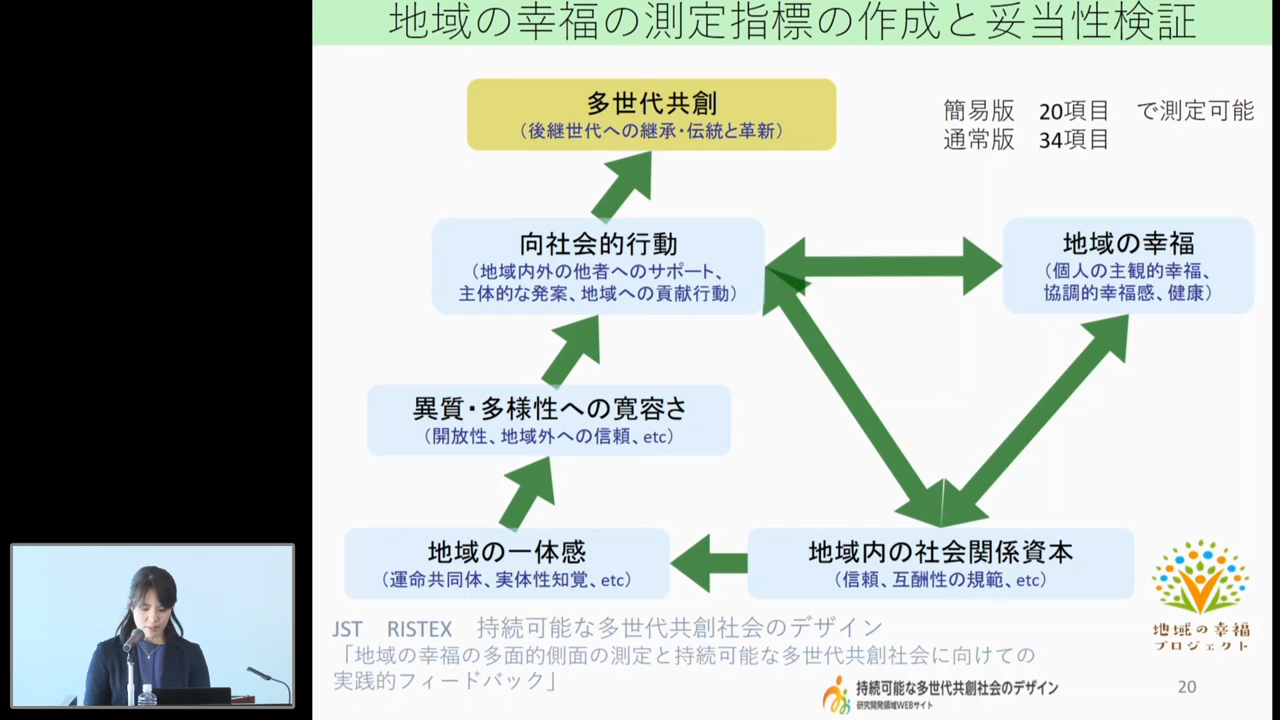 地域の幸福の測定指標の作成と妥当性検証
多世代共創
（後継世代への継承・伝統と革新）
簡易版　20項目　で測定可能
通常版　34項目
向社会的行動
（地域内外の他者へのサポート、
主体的な発案、地域への貢献行動）
地域の幸福
（個人の主観的幸福、
協調的幸福感、健康）
異質・多様性への寛容さ
（開放性、地域外への信頼、etc）
地域の一体感
（運命共同体、実体性知覚、etc）
地域内の社会関係資本
（信頼、互酬性の規範、etc）
JST　RISTEX　持続可能な多世代共創社会のデザイン
「地域の幸福の多面的側面の測定と持続可能な多世代共創社会に向けての
実践的フィードバック」
地域の幸福
プロジェクト
持続可能な多世代共創社会のデザイン
研究開発領域WEBサイト
20